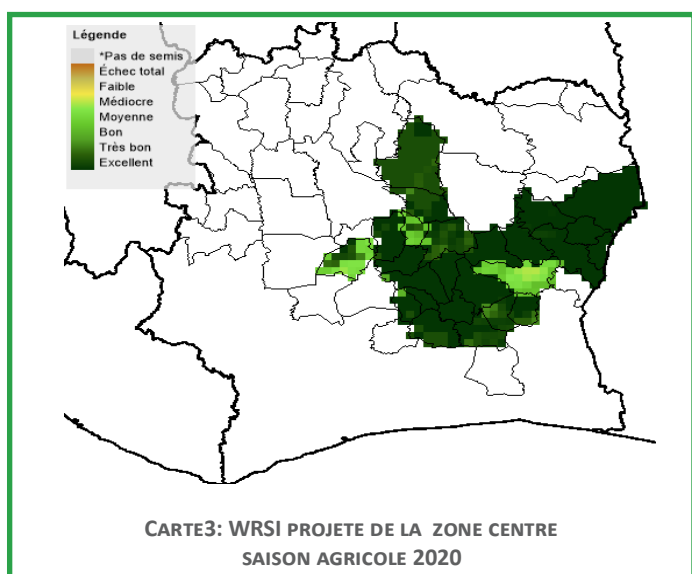 Légende
*Pas de semis
Échec total
Faible
Médiocre
Moyenne
Bon
Très bon
Excellent
CARTE3: WRSI PROJETE DE LA ZONE CENTRE
SAISON AGRICOLE 2020